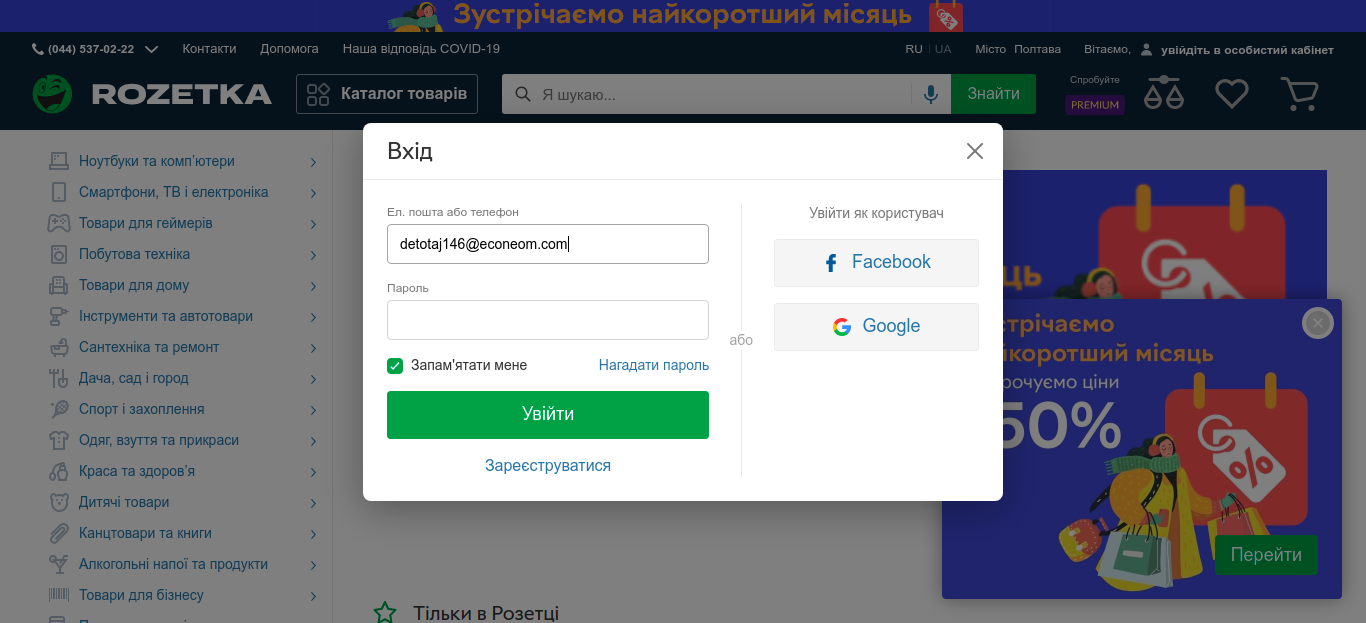 Зустрічаємо найкоротший місяць
(044) 537-02-22
Контакти
Допомога
Наша відповідь COVID-19
RU | UA
Місто Полтава
Вітаємо, увійдіть в особистий кабінет
ROZETKA
Каталог товарів
Я шукаю...
Знайти
Спробуйте
PREMIUM
Ноутбуки та комп'ютери
Смартфони, ТВ і електроніка
Товари для геймерів
Побутова техніка
Товари для дому
Інструменти та автотовари
Сантехніка та ремонт
Дача, сад і город
Спорт і захоплення
Одяг, взуття та прикраси
Краса та здоров'я
Дитячі товари
Канцтовари та книги
Алкогольні напої та продукти
Товари для бізнесу
Вхід
Ел. пошта або телефон
detotaj146@econeom.com
Пароль
Запам'ятати мене
Нагадати пароль
Увійти
Зареєструватися
або
Увійти як користувач
Facebook
Google
стрічаємо
йкоротший місяць
рочуємо ціни
50%
%
Перейти
Тільки в Розетці